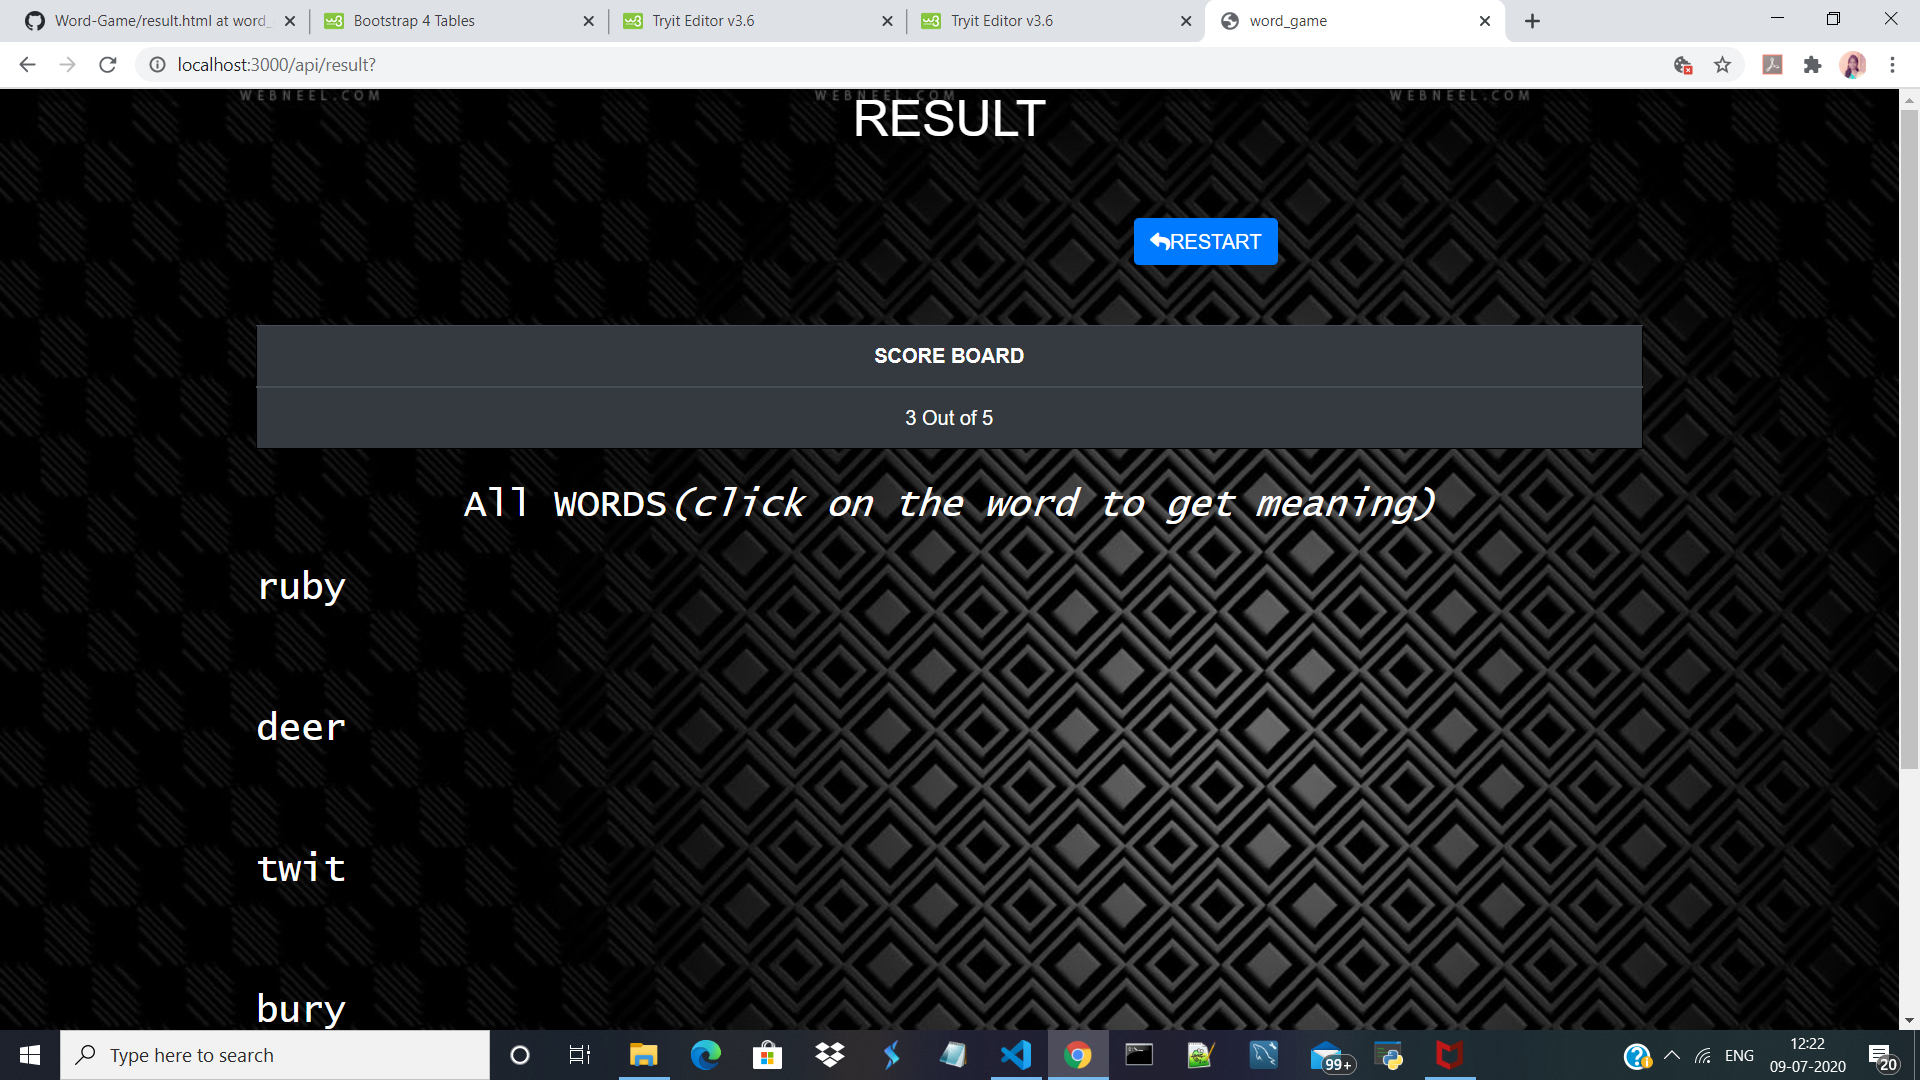 Word-Game/result.html at word_
Bootstrap 4 Tables
Tryit Editor v3.6
Tryit Editor v3.6
word_game
localhost:3000/api/result?
WEBNEEL.COM
WEBNEEL.COM
WEBNEEL.COM
RESULT
RESTART
SCORE BOARD
3 Out of 5
All WORDS(click on the word to get meaning)
ruby
deer
twit
bury
Type here to search
99+
ENG
12:22
09-07-2020
20